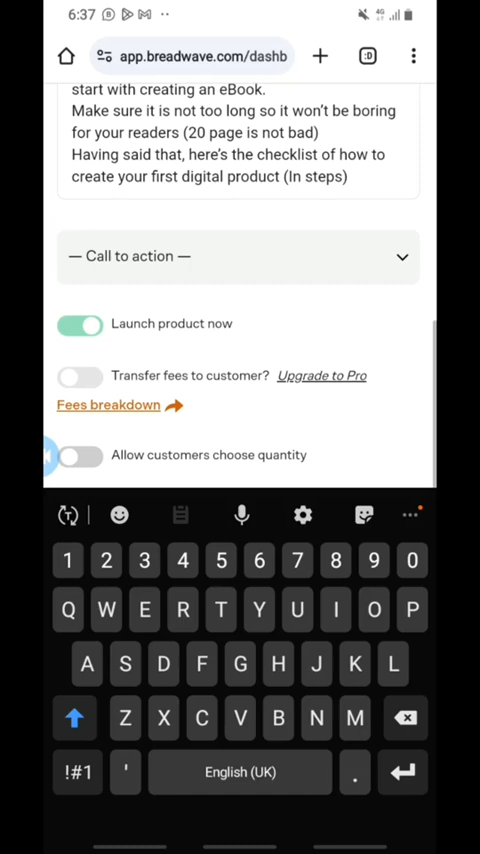 6:37
4G
app.breadwave.com/dashb
:D
start with creating an eBook.
Make sure it is not too long so it won’t be boring
for your readers (20 page is not bad)
Having said that, here’s the checklist of how to
create your first digital product (In steps)
— Call to action —
Launch product now
Transfer fees to customer? Upgrade to Pro
Fees breakdown
Allow customers choose quantity
T
1 2 3 4 5 6 7 8 9 0
Q W E R T Y U I O P
A S D F G H J K L
Z X C V B N M
!#1 ' English (UK) .